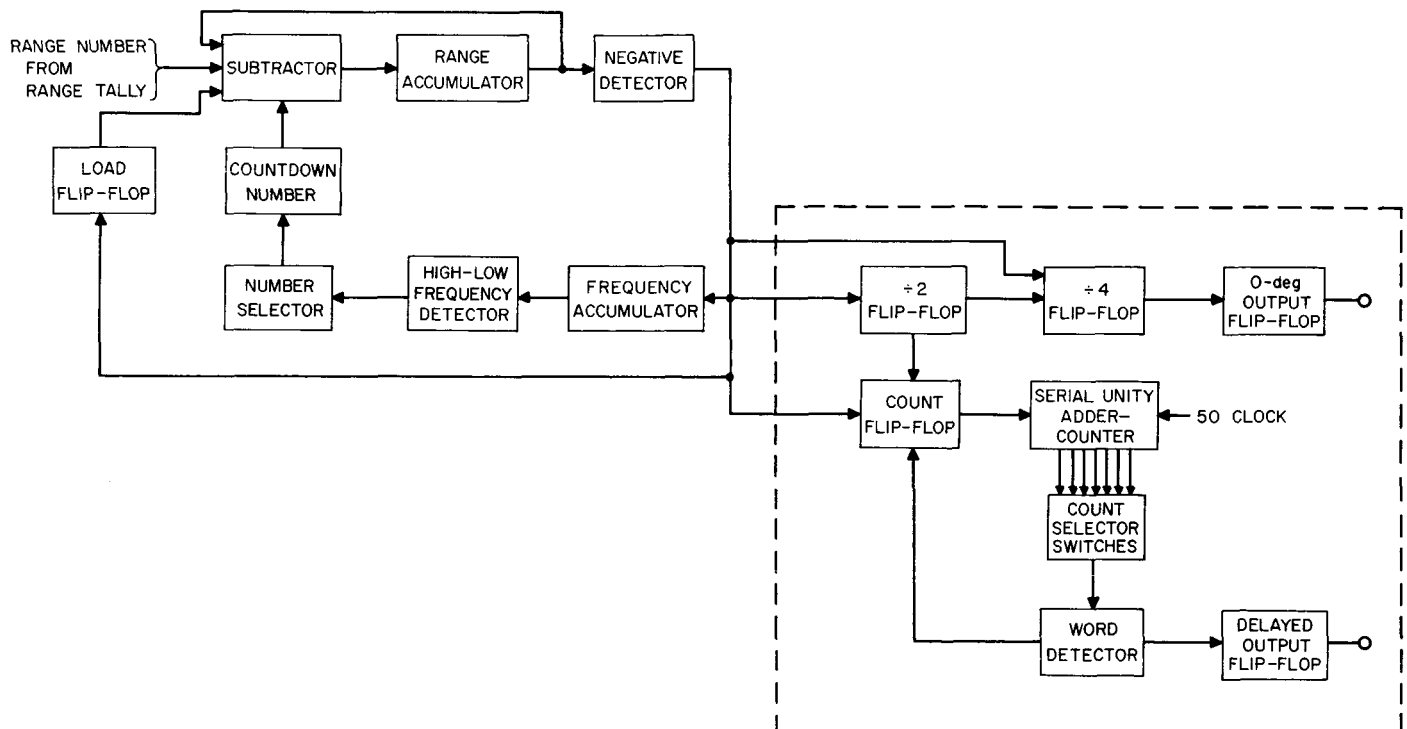 RANGE NUMBER
FROM
RANGE TALLY
SUBTRACTOR
RANGE
ACCUMULATOR
NEGATIVE
DETECTOR
LOAD
FLIP-FLOP
COUNTDOWN
NUMBER
NUMBER
SELECTOR
HIGH-LOW
FREQUENCY
DETECTOR
FREQUENCY
ACCUMULATOR
÷2
FLIP-FLOP
÷4
FLIP-FLOP
0-deg
OUTPUT
FLIP-FLOP
COUNT
FLIP-FLOP
SERIAL UNITY
ADDER-
COUNTER
50 CLOCK
COUNT
SELECTOR
SWITCHES
WORD
DETECTOR
DELAYED
OUTPUT
FLIP-FLOP